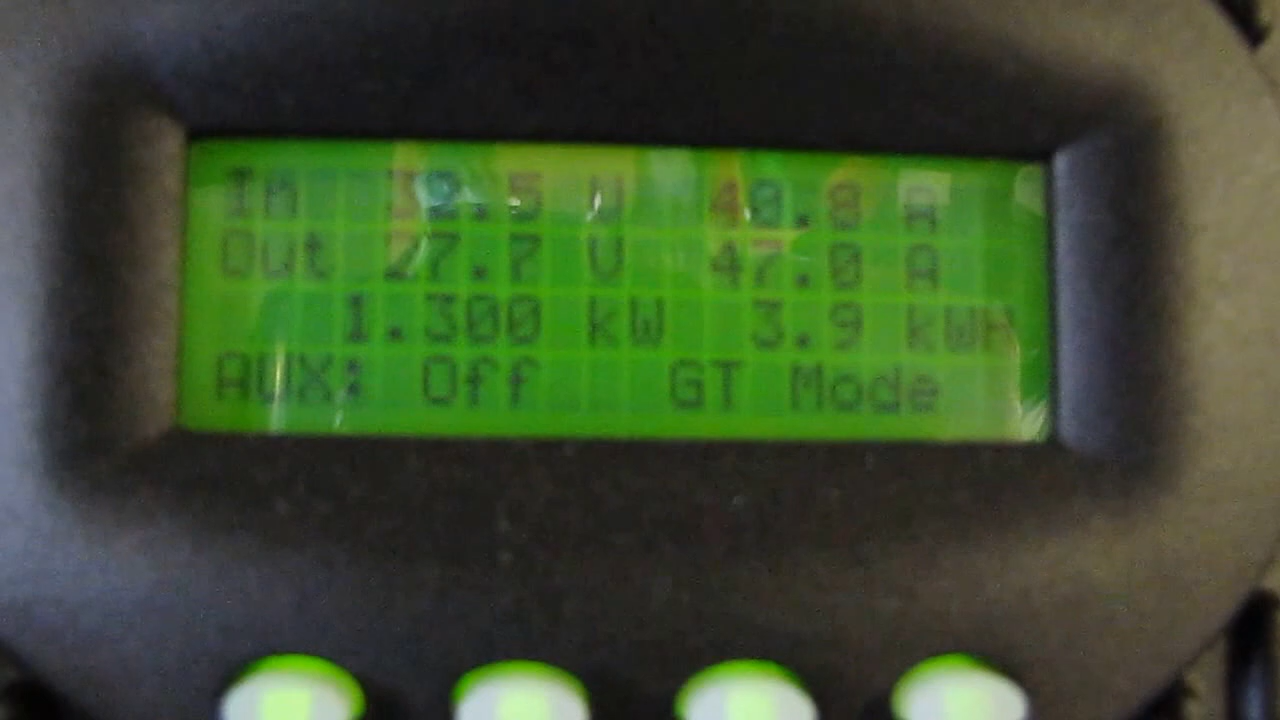 In 32.5 V 40.0 A
Out 27.7 V 47.0 A
1.300 kW 3.9 kWH
AUX: Off GT Mode